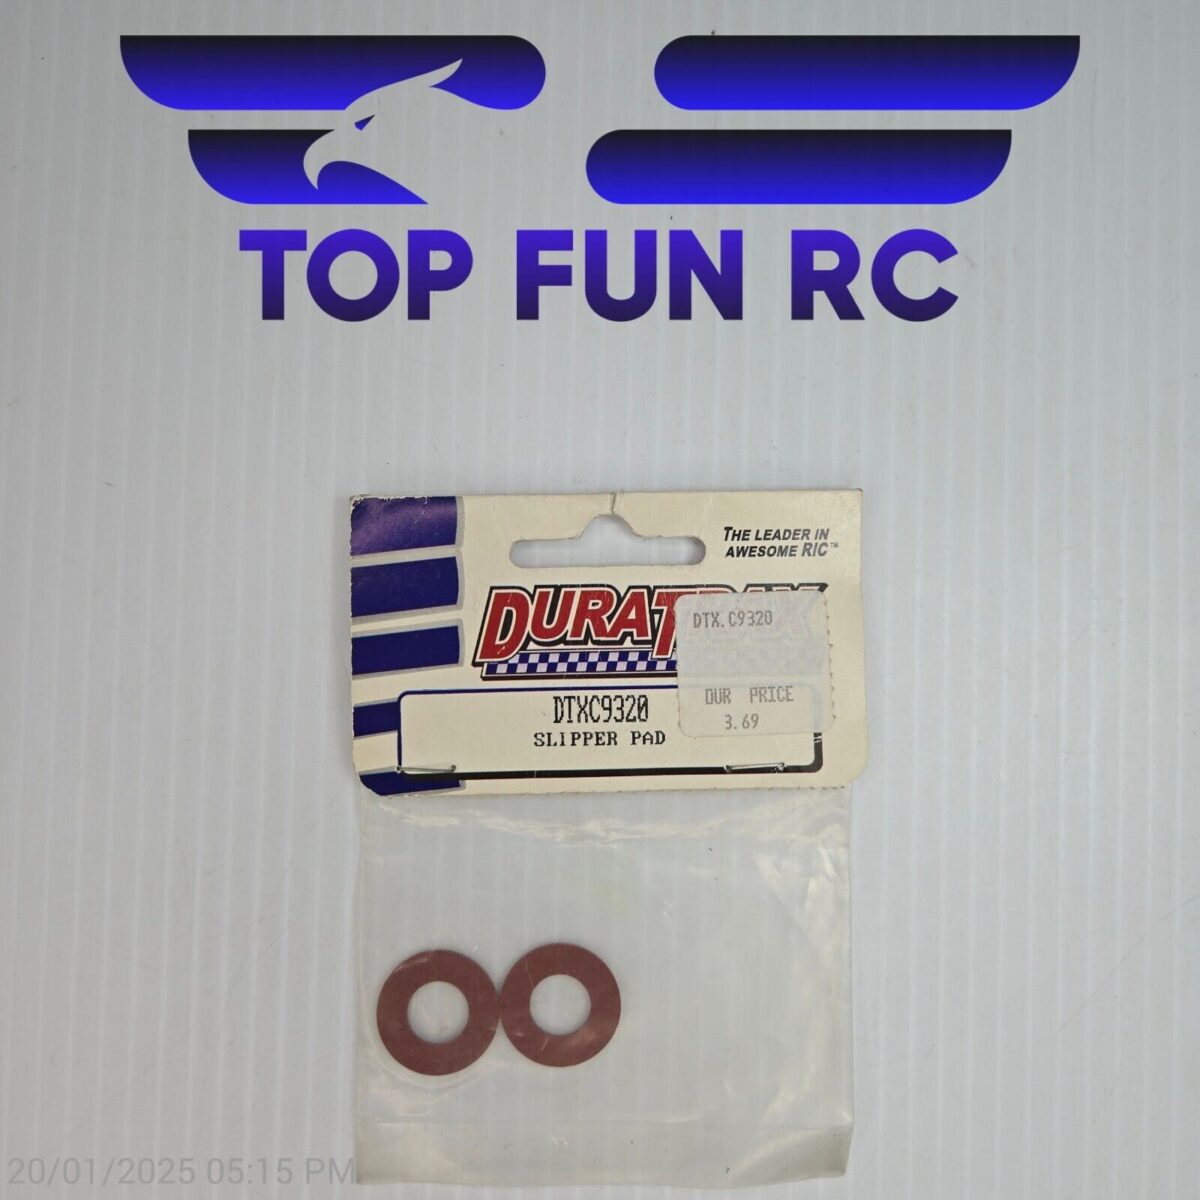 TOP FUN RC
THE LEADER IN
AWESOME R/C™
DURATRAX
DTX.C9320
OUR PRICE
3.69
DTXC9320
SLIPPER PAD
20/01/2025 05:15 PM